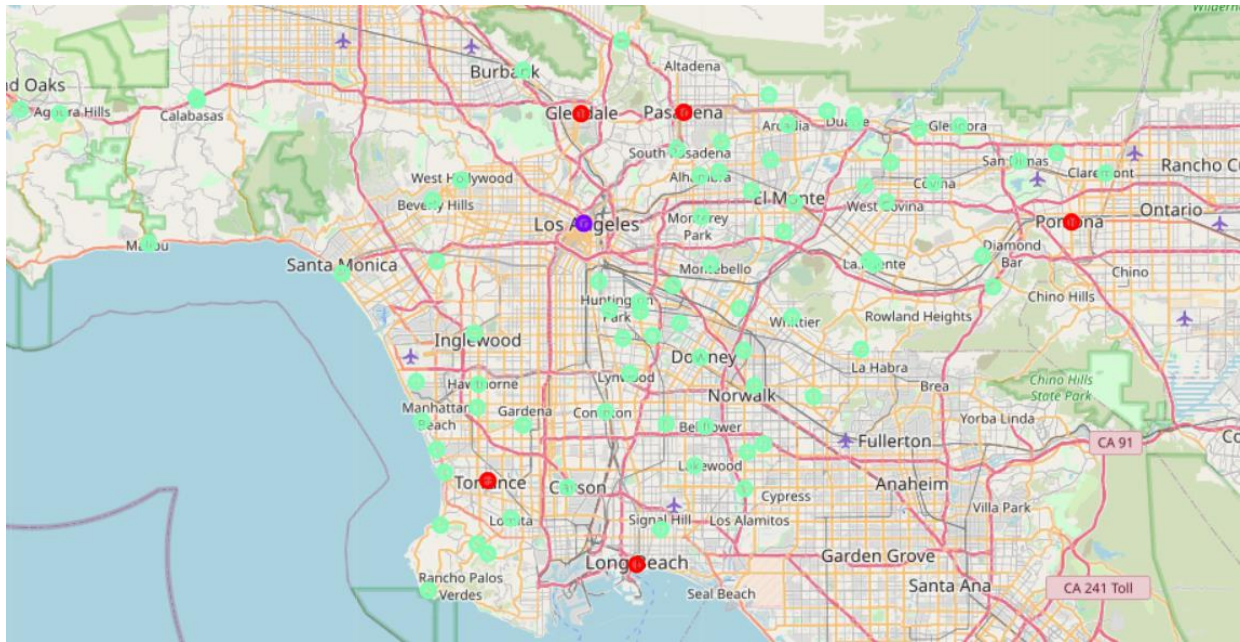 Wilderness
Altadena
Burbank
nd Oaks
Agoura Hills
Calabasas
Glendale
Pasadena
Arcadia
Duarte
Glendora
South Pasadena
San Dimas
Rancho Cu
Claremont
West Hollywood
Alhambra
Covina
Beverly Hills
El Monte
West Covina
Los Angeles
Monterey
Park
Pomona
Ontario
Malibu
Diamond
Bar
Santa Monica
Montebello
La Puente
Chino
Huntington
Park
Chino Hills
Whittier
Rowland Heights
Inglewood
Downey
La Habra
Lynwood
Hawthorne
Norwalk
Brea
Chino Hills
State Park
Manhattan
Beach
Gardena
Compton
Bellflower
Yorba Linda
Fullerton
CA 91
Co
Lakewood
Torrance
Carson
Cypress
Anaheim
Villa Park
Lomita
Signal Hill
Los Alamitos
Long Beach
Garden Grove
Rancho Palos
Verdes
Seal Beach
Santa Ana
CA 241 Toll